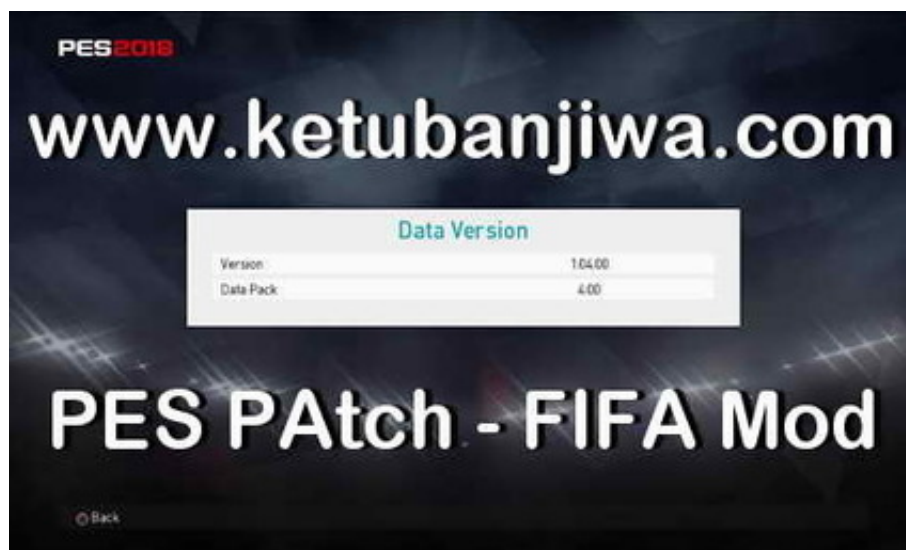 PES2018
www.ketubanjiwa.com
Data Version
Version 1.04.00
Data Pack 4.00
PES PAtch - FIFA Mod
Back